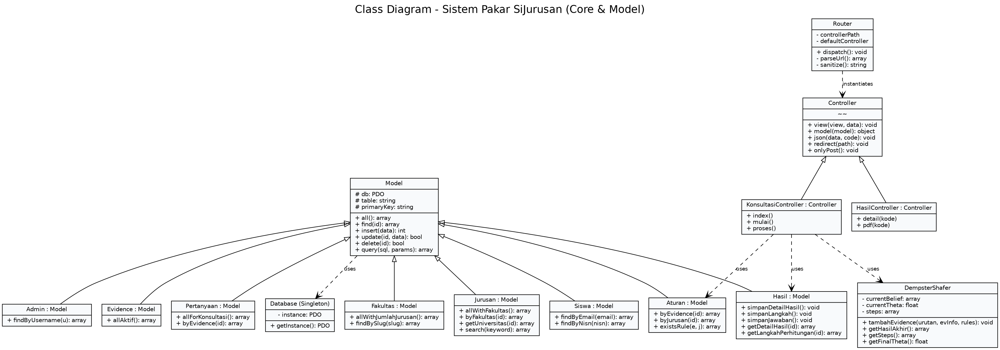 Class Diagram - Sistem Pakar SiJurusan (Core & Model)
Router
- controllerPath
- defaultController
+ dispatch(): void
- parseUrl(): array
- sanitize(): string
instantiates
Controller
~~
+ view(view, data): void
+ model(model): object
+ json(data, code): void
+ redirect(path): void
+ onlyPost(): void
Model
# db: PDO
# table: string
# primaryKey: string
+ all(): array
+ find(id): array
+ insert(data): int
+ update(id, data): bool
+ delete(id): bool
+ query(sql, params): array
KonsultasiController : Controller
+ index()
+ mulai()
+ proses()
HasilController : Controller
+ detail(kode)
+ pdf(kode)
uses
uses
uses
uses
Admin : Model
+ findByUsername(u): array
Evidence : Model
+ allAktif(): array
Pertanyaan : Model
+ allForKonsultasi(): array
+ byEvidence(id): array
Database (Singleton)
- instance: PDO
+ getInstance(): PDO
Fakultas : Model
+ allWithJumlahJurusan(): array
+ findBySlug(slug): array
Jurusan : Model
+ allWithFakultas(): array
+ byFakultas(id): array
+ getUniversitas(id): array
+ search(keyword): array
Siswa : Model
+ findByEmail(email): array
+ findByNisn(nisn): array
Aturan : Model
+ byEvidence(id): array
+ byJurusan(id): array
+ existsRule(e, j): array
Hasil : Model
+ simpanDetailHasil(): void
+ simpanLangkah(): void
+ simpanJawaban(): void
+ getDetailHasil(id): array
+ getLangkahPerhitungan(id): array
DempsterShafer
- currentBelief: array
- currentTheta: float
- steps: array
+ tambahEvidence(urutan, evInfo, rules): void
+ getHasilAkhir(): array
+ getSteps(): array
+ getFinalTheta(): float